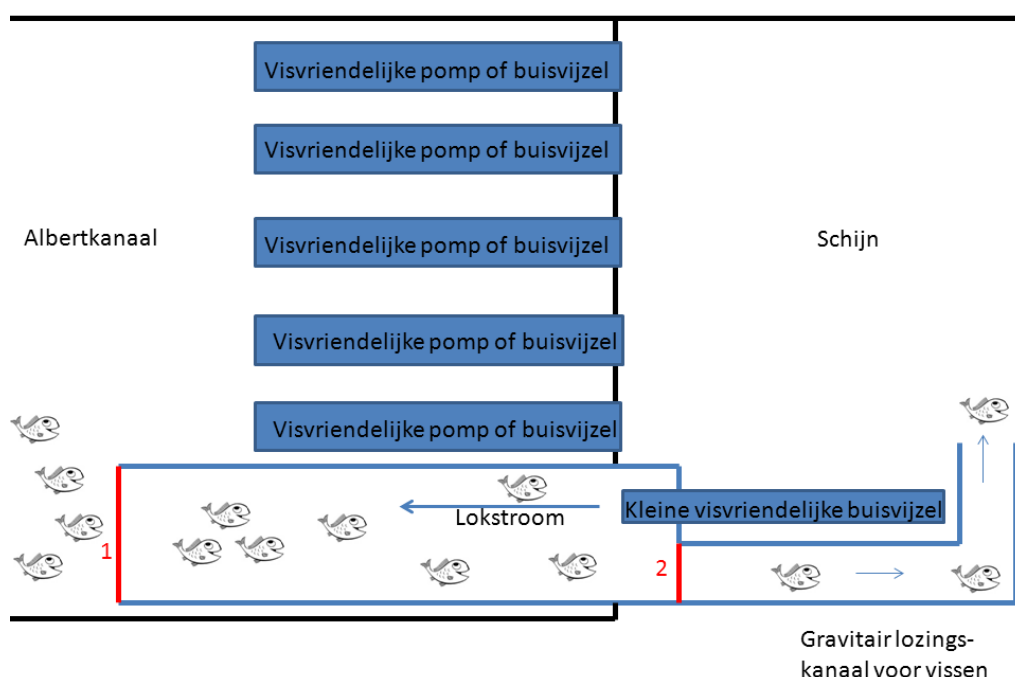 Visvriendelijke pomp of buisvijzel
Visvriendelijke pomp of buisvijzel
Albertkanaal
Visvriendelijke pomp of buisvijzel
Schijn
Visvriendelijke pomp of buisvijzel
Visvriendelijke pomp of buisvijzel
Lokstroom
Kleine visvriendelijke buisvijzel
1
2
Gravitair lozings-
kanaal voor vissen